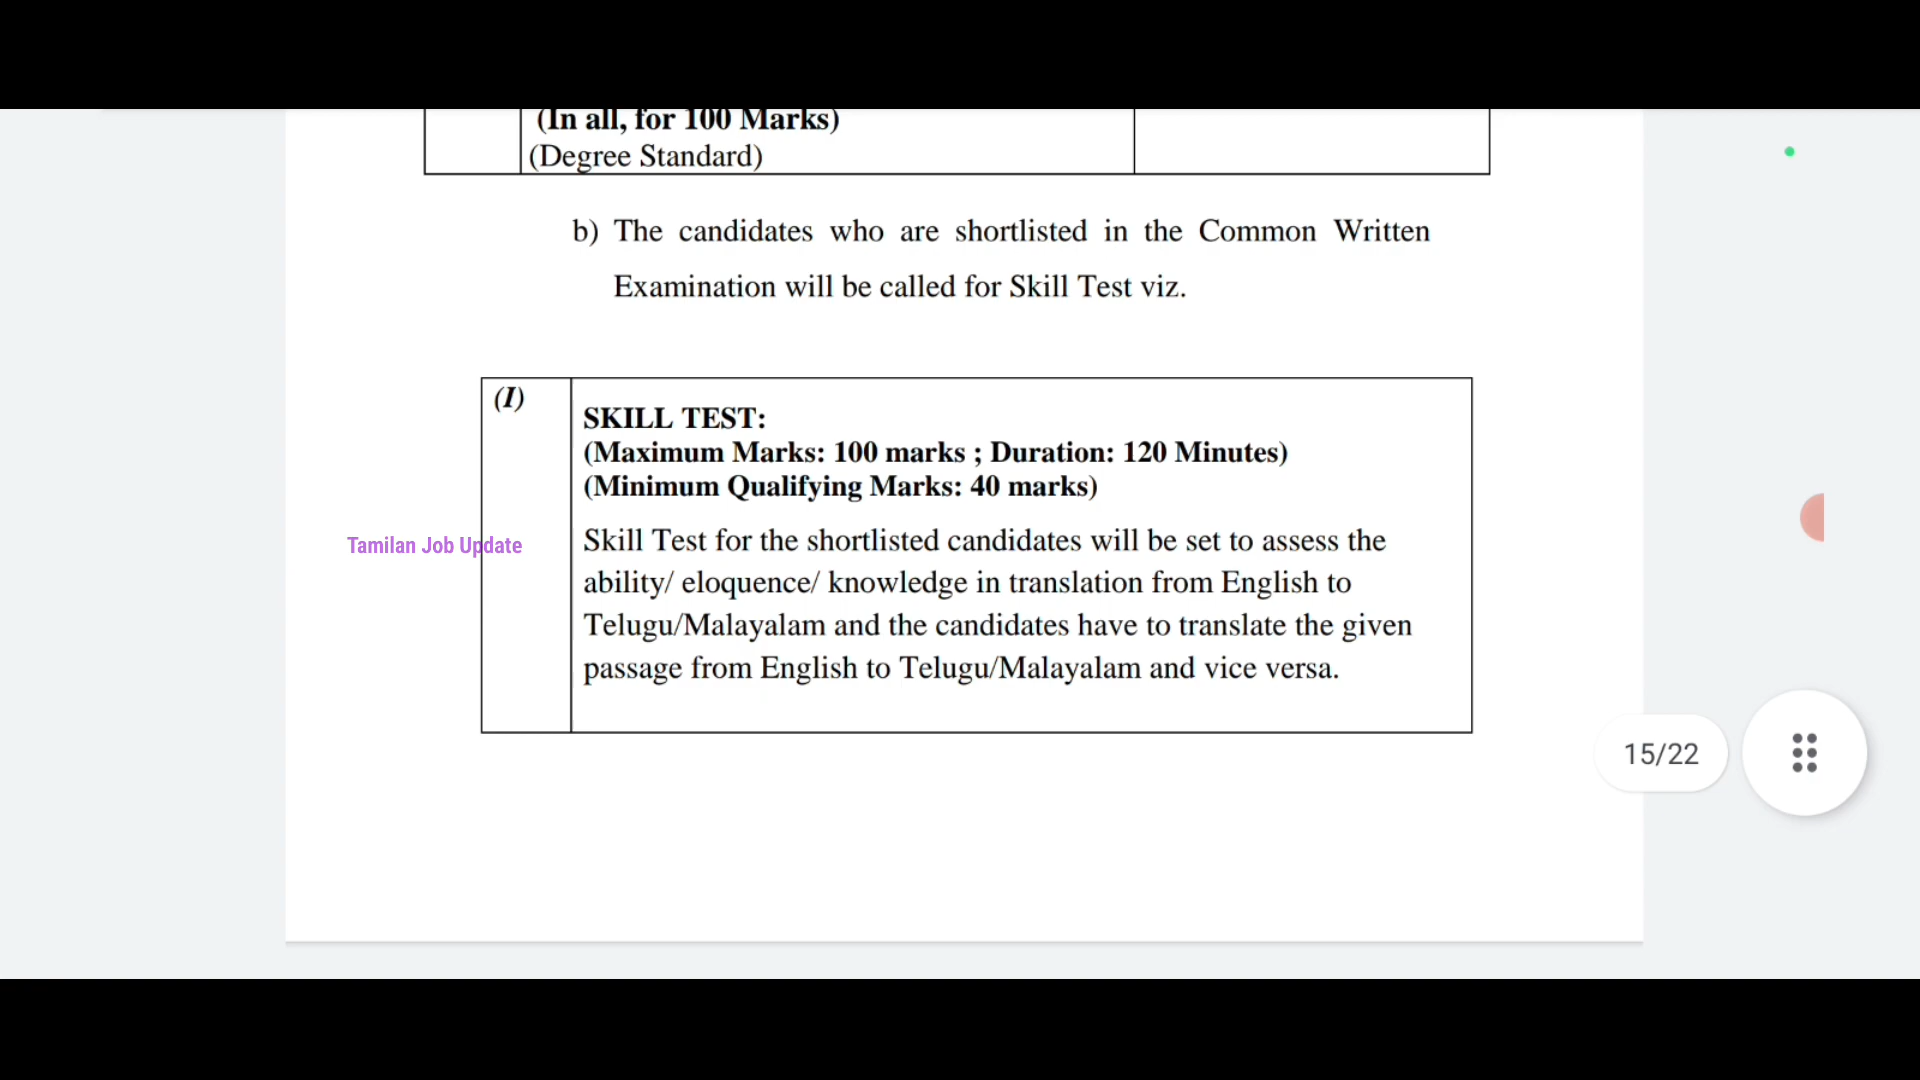 (In all, for 100 Marks)
(Degree Standard)
b) The candidates who are shortlisted in the Common Written
Examination will be called for Skill Test viz.
(I)
SKILL TEST:
(Maximum Marks: 100 marks ; Duration: 120 Minutes)
(Minimum Qualifying Marks: 40 marks)
Skill Test for the shortlisted candidates will be set to assess the
ability/ eloquence/ knowledge in translation from English to
Telugu/Malayalam and the candidates have to translate the given
passage from English to Telugu/Malayalam and vice versa.
Tamilan Job Update
15/22